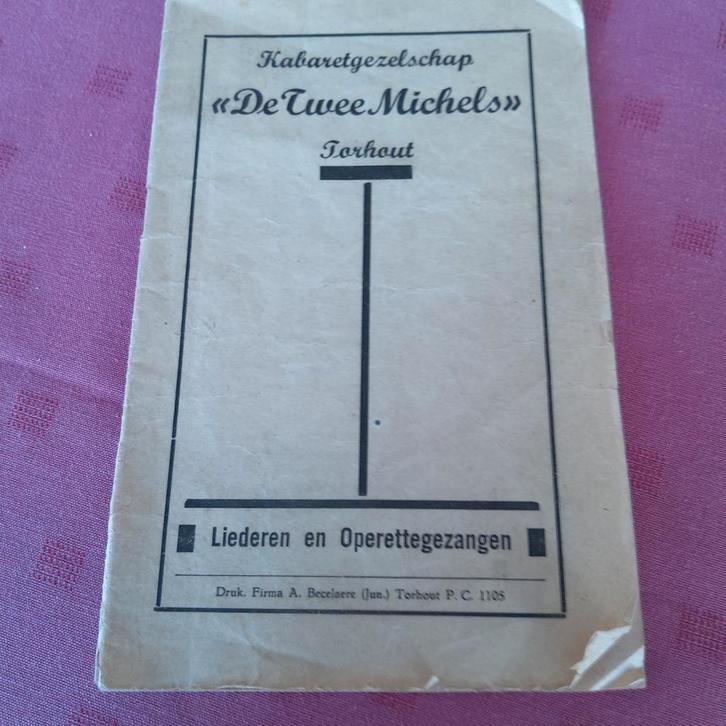 Kabaretgezelschap
«De Twee Michels»
Torhout
Liederen en Operettegezangen
Druk. Firma A. Becelaere (Jun.) Torhout P. C. 1105